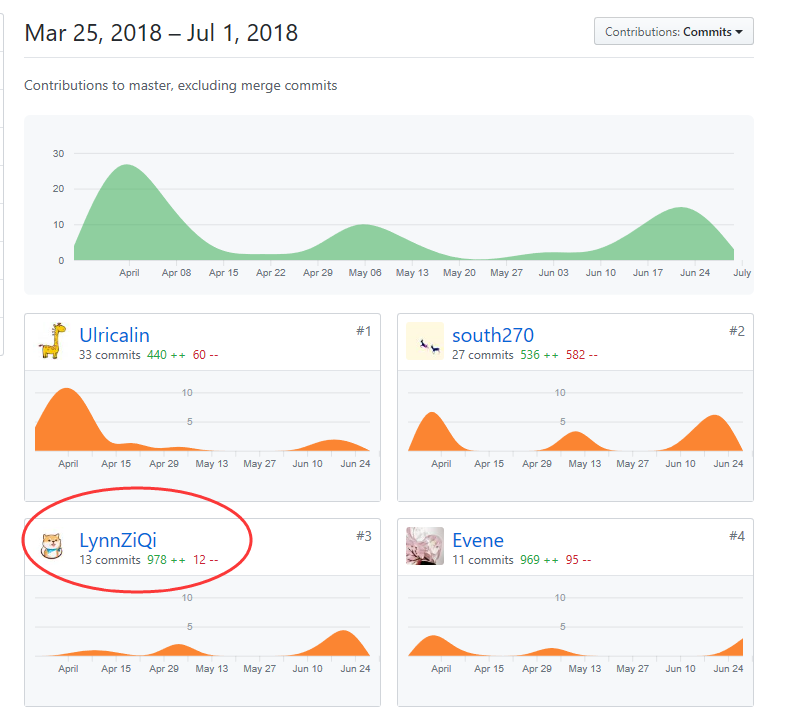 Mar 25, 2018 – Jul 1, 2018
Contributions: Commits
Contributions to master, excluding merge commits
30
20
10
0
April Apr 08 Apr 15 Apr 22 Apr 29 May 06 May 13 May 20 May 27 Jun 03 Jun 10 Jun 17 Jun 24 July
Ulricalin #1
33 commits 440 ++ 60 --
10
5
April Apr 15 Apr 29 May 13 May 27 Jun 10 Jun 24
south270 #2
27 commits 536 ++ 582 --
10
5
April Apr 15 Apr 29 May 13 May 27 Jun 10 Jun 24
LynnZiQi #3
13 commits 978 ++ 12 --
10
5
April Apr 15 Apr 29 May 13 May 27 Jun 10 Jun 24
Evene #4
11 commits 969 ++ 95 --
10
5
April Apr 15 Apr 29 May 13 May 27 Jun 10 Jun 24